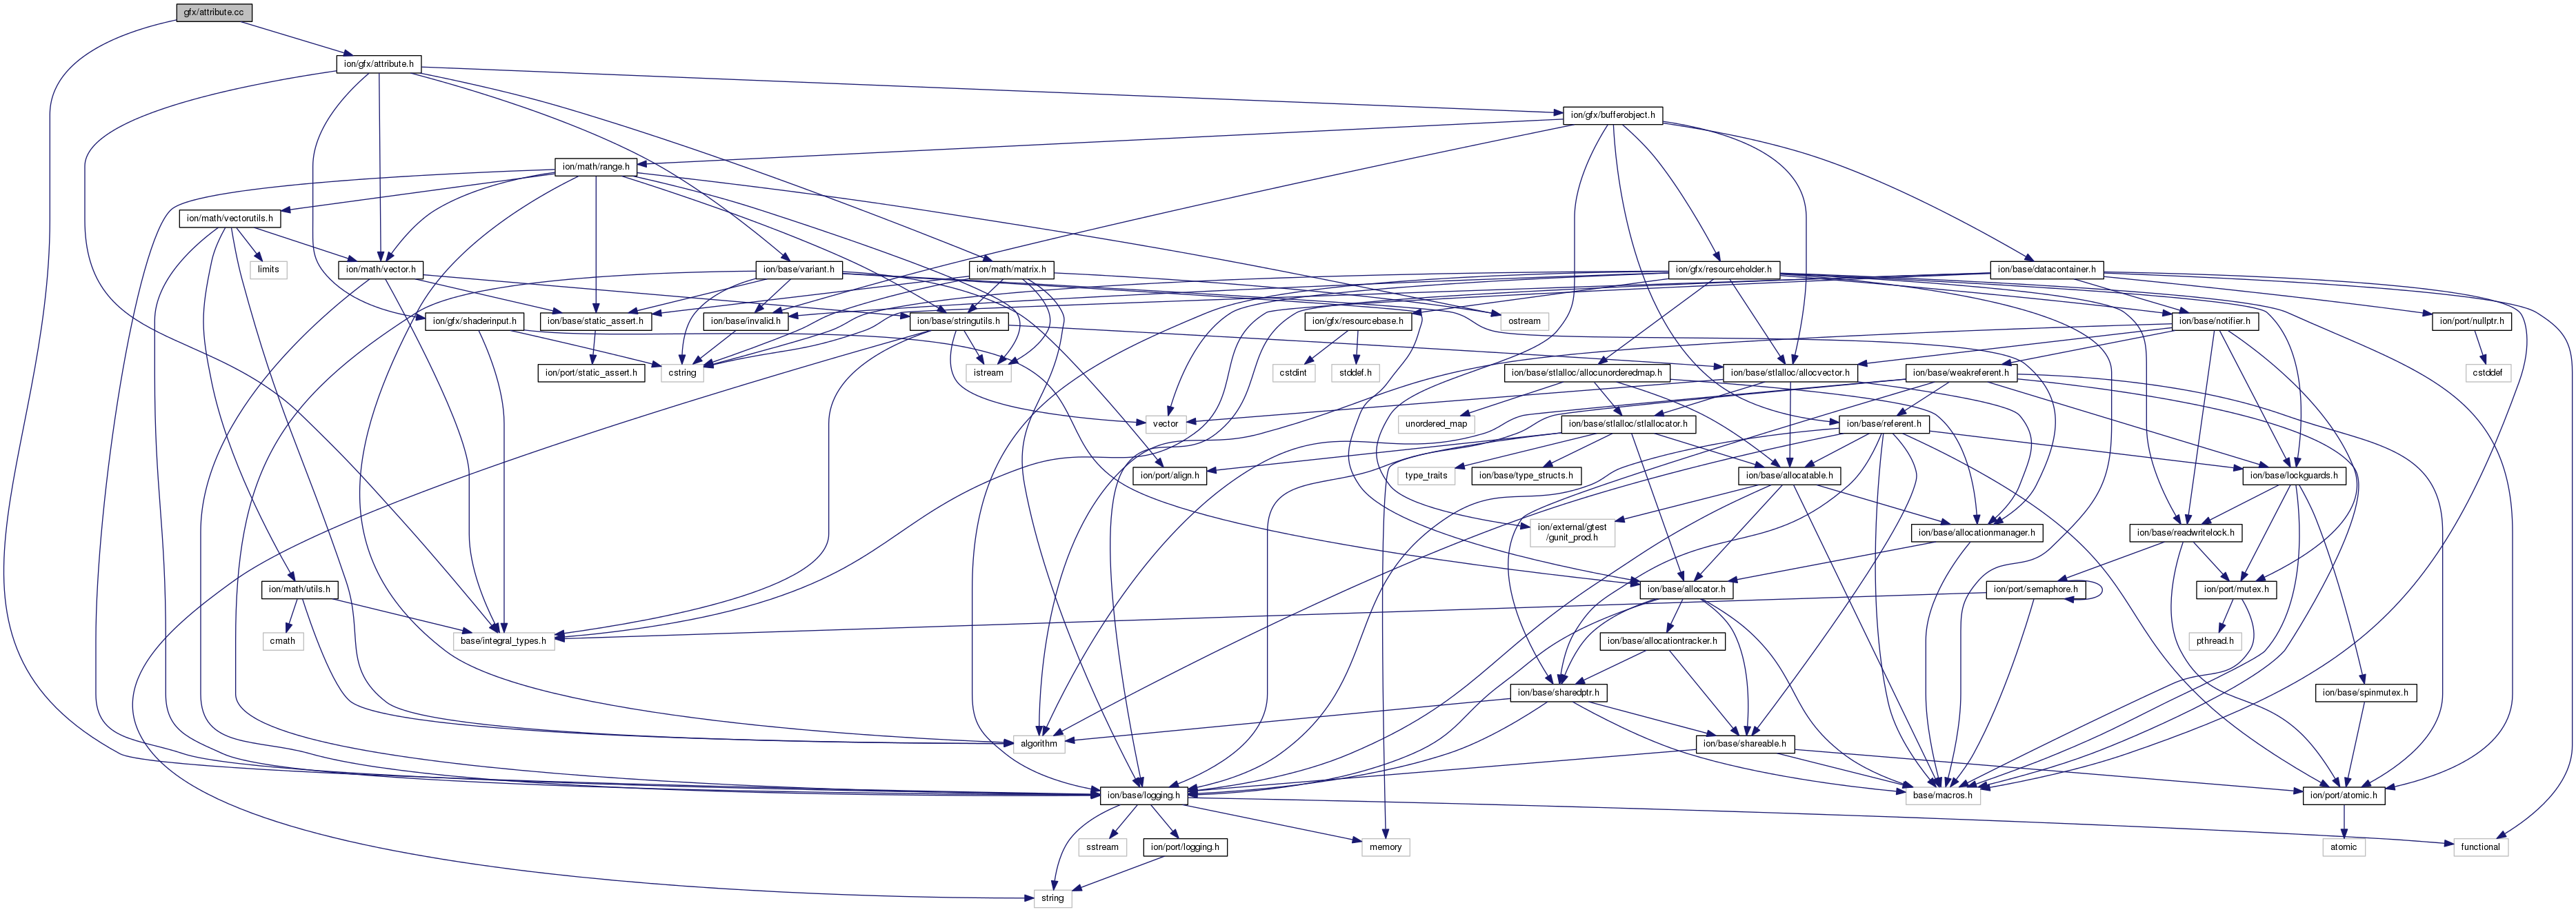 gfx/attribute.cc
ion/gfx/attribute.h
ion/gfx/bufferobject.h
ion/math/range.h
ion/math/vectorutils.h
limits
ion/math/vector.h
ion/base/variant.h
ion/math/matrix.h
ion/gfx/resourceholder.h
ion/base/datacontainer.h
ion/gfx/shaderinput.h
ion/base/static_assert.h
ion/base/invalid.h
ion/base/stringutils.h
ion/gfx/resourcebase.h
ostream
ion/base/notifier.h
ion/port/nullptr.h
ion/port/static_assert.h
cstring
istream
cstdint
stddef.h
ion/base/stlalloc/allocunorderedmap.h
ion/base/stlalloc/allocvector.h
ion/base/weakreferent.h
cstddef
vector
unordered_map
ion/base/stlalloc/stlallocator.h
ion/base/referent.h
ion/port/align.h
type_traits
ion/base/type_structs.h
ion/base/allocatable.h
ion/base/lockguards.h
ion/external/gtest
/gunit_prod.h
ion/base/allocationmanager.h
ion/base/readwritelock.h
ion/math/utils.h
ion/base/allocator.h
ion/port/semaphore.h
ion/port/mutex.h
cmath
base/integral_types.h
ion/base/allocationtracker.h
pthread.h
ion/base/sharedptr.h
ion/base/spinmutex.h
algorithm
ion/base/shareable.h
ion/base/logging.h
base/macros.h
ion/port/atomic.h
sstream
ion/port/logging.h
memory
atomic
functional
string